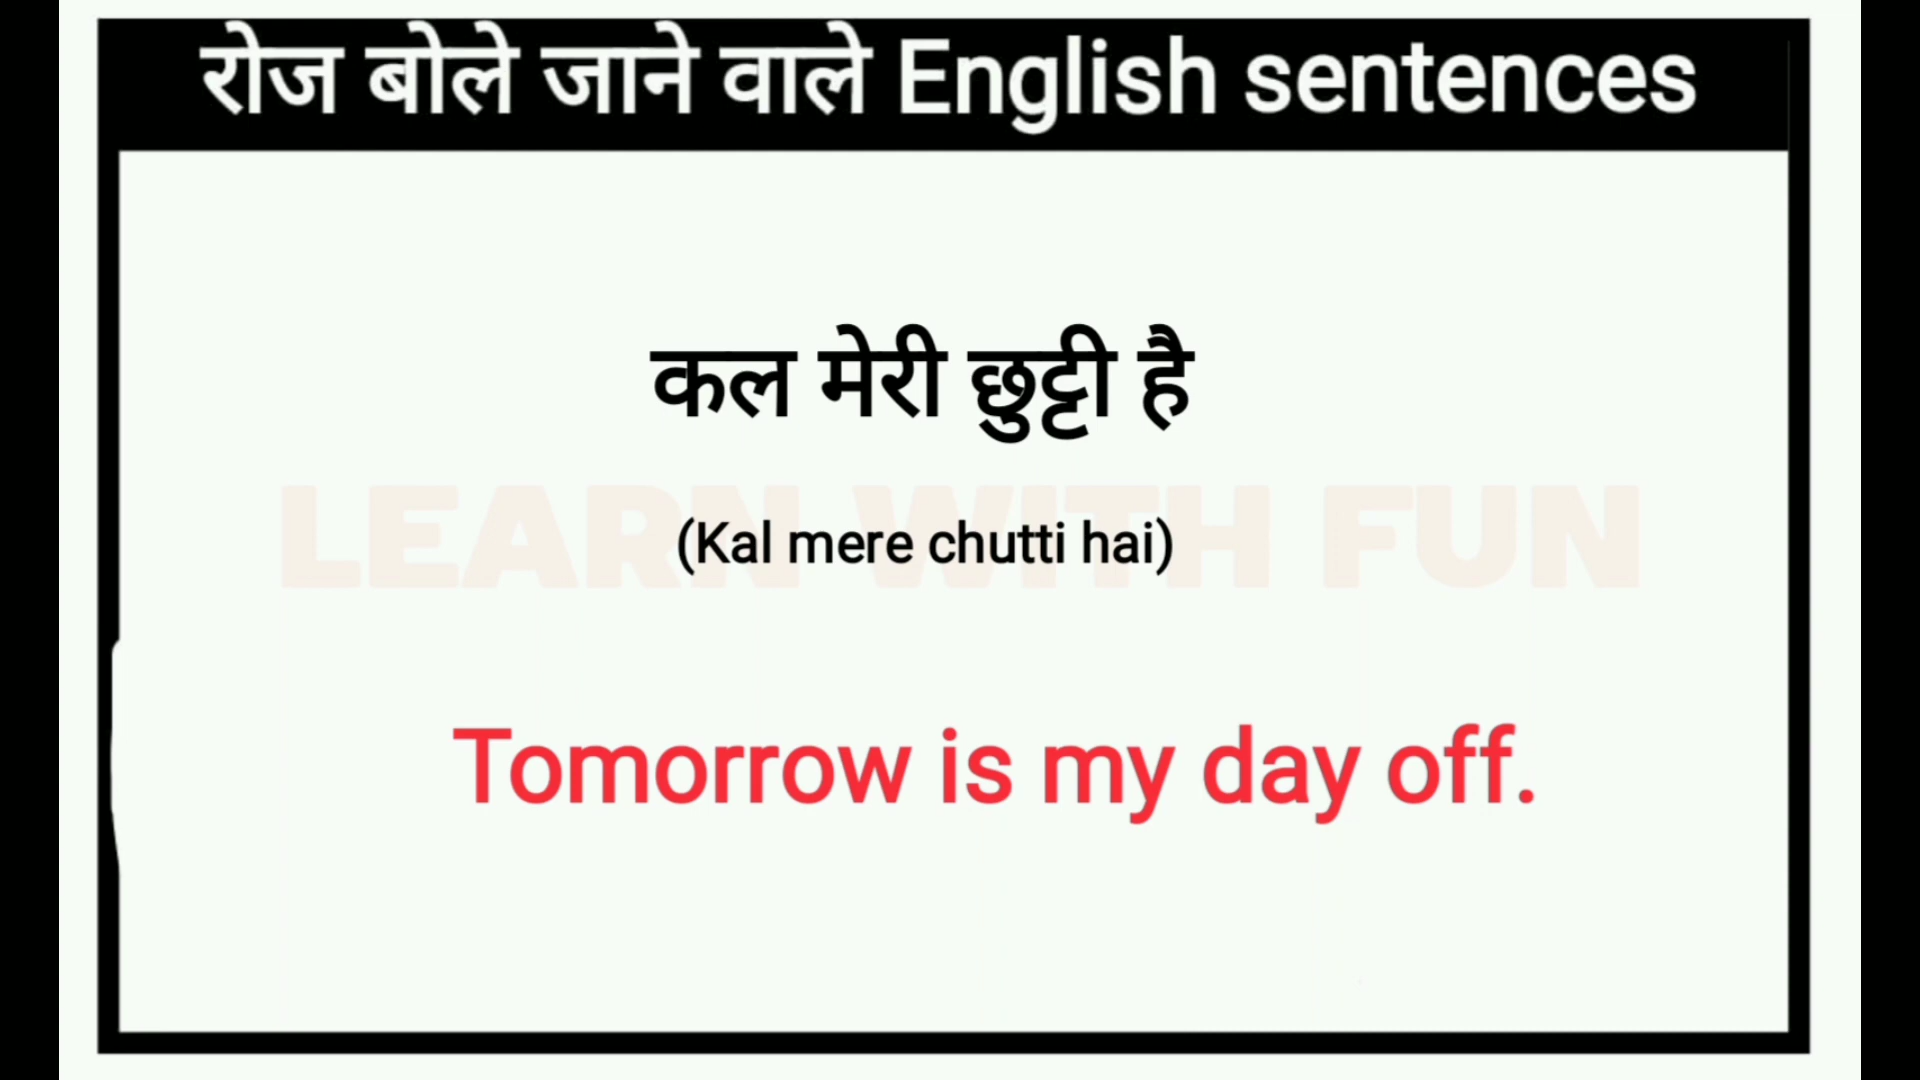 रोज बोले जाने वाले English sentences
कल मेरी छुट्टी है
LEARN WITH FUN
(Kal mere chutti hai)
Tomorrow is my day off.